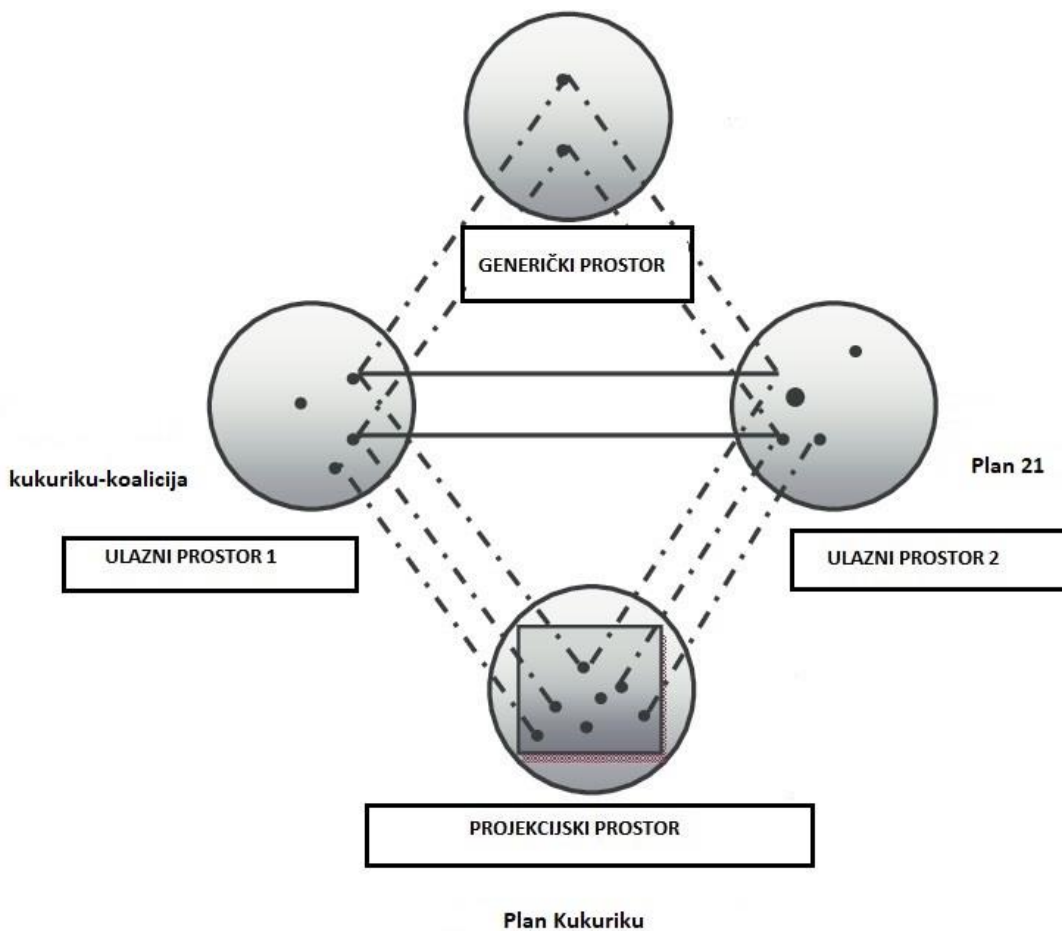 GENERIČKI PROSTOR
kukuriku-koalicija
Plan 21
ULAZNI PROSTOR 1
ULAZNI PROSTOR 2
PROJEKCIJSKI PROSTOR
Plan Kukuriku